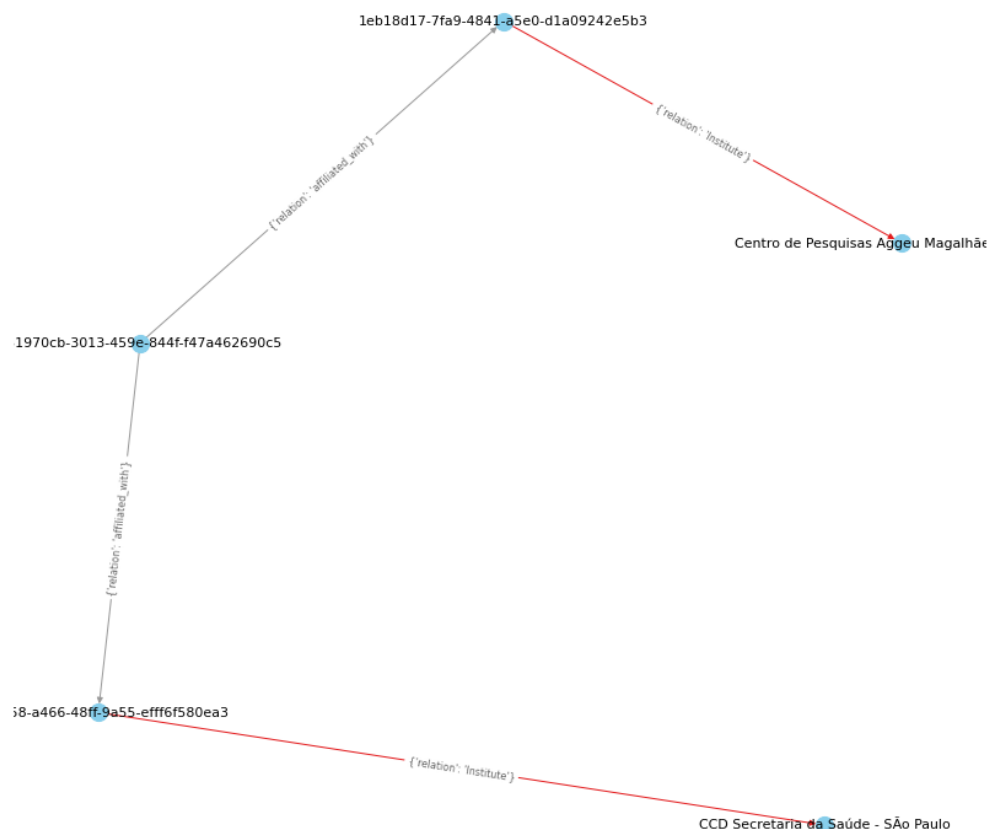 1eb18d17-7fa9-4841-a5e0-d1a09242e5b3
{'relation': 'Institute'}
{'relation': 'affiliated_with'}
Centro de Pesquisas Aggeu Magalhãe
1970cb-3013-459e-844f-f47a462690c5
{'relation': 'affiliated_with'}
58-a466-48ff-9a55-efff6f580ea3
{'relation': 'Institute'}
CCD Secretaria da Saúde - SÃo Paulo